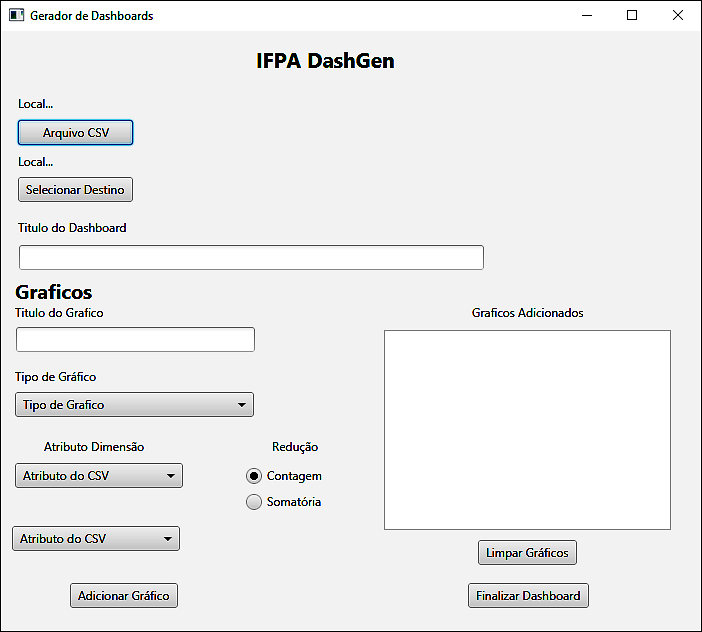 Gerador de Dashboards
IFPA DashGen
Local...
Arquivo CSV
Local...
Selecionar Destino
Titulo do Dashboard
Graficos
Titulo do Grafico
Graficos Adicionados
Tipo de Gráfico
Tipo de Grafico
Atributo Dimensão
Redução
Atributo do CSV
Contagem
Somatória
Atributo do CSV
Limpar Gráficos
Adicionar Gráfico
Finalizar Dashboard